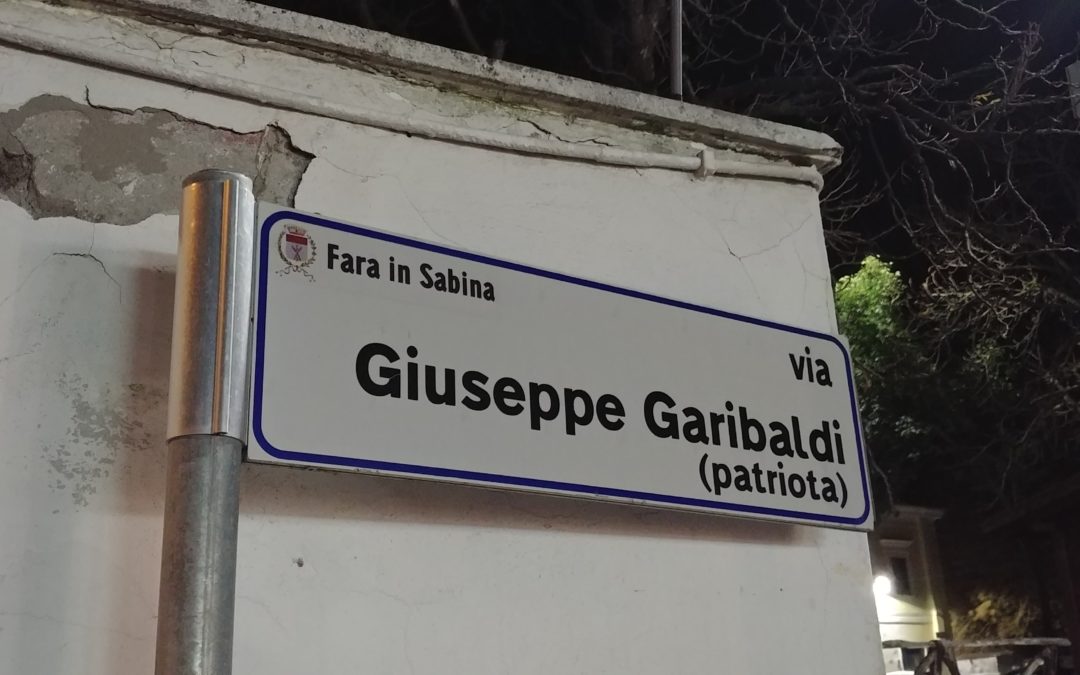 Fara in Sabina
via
Giuseppe Garibaldi
(patriota)